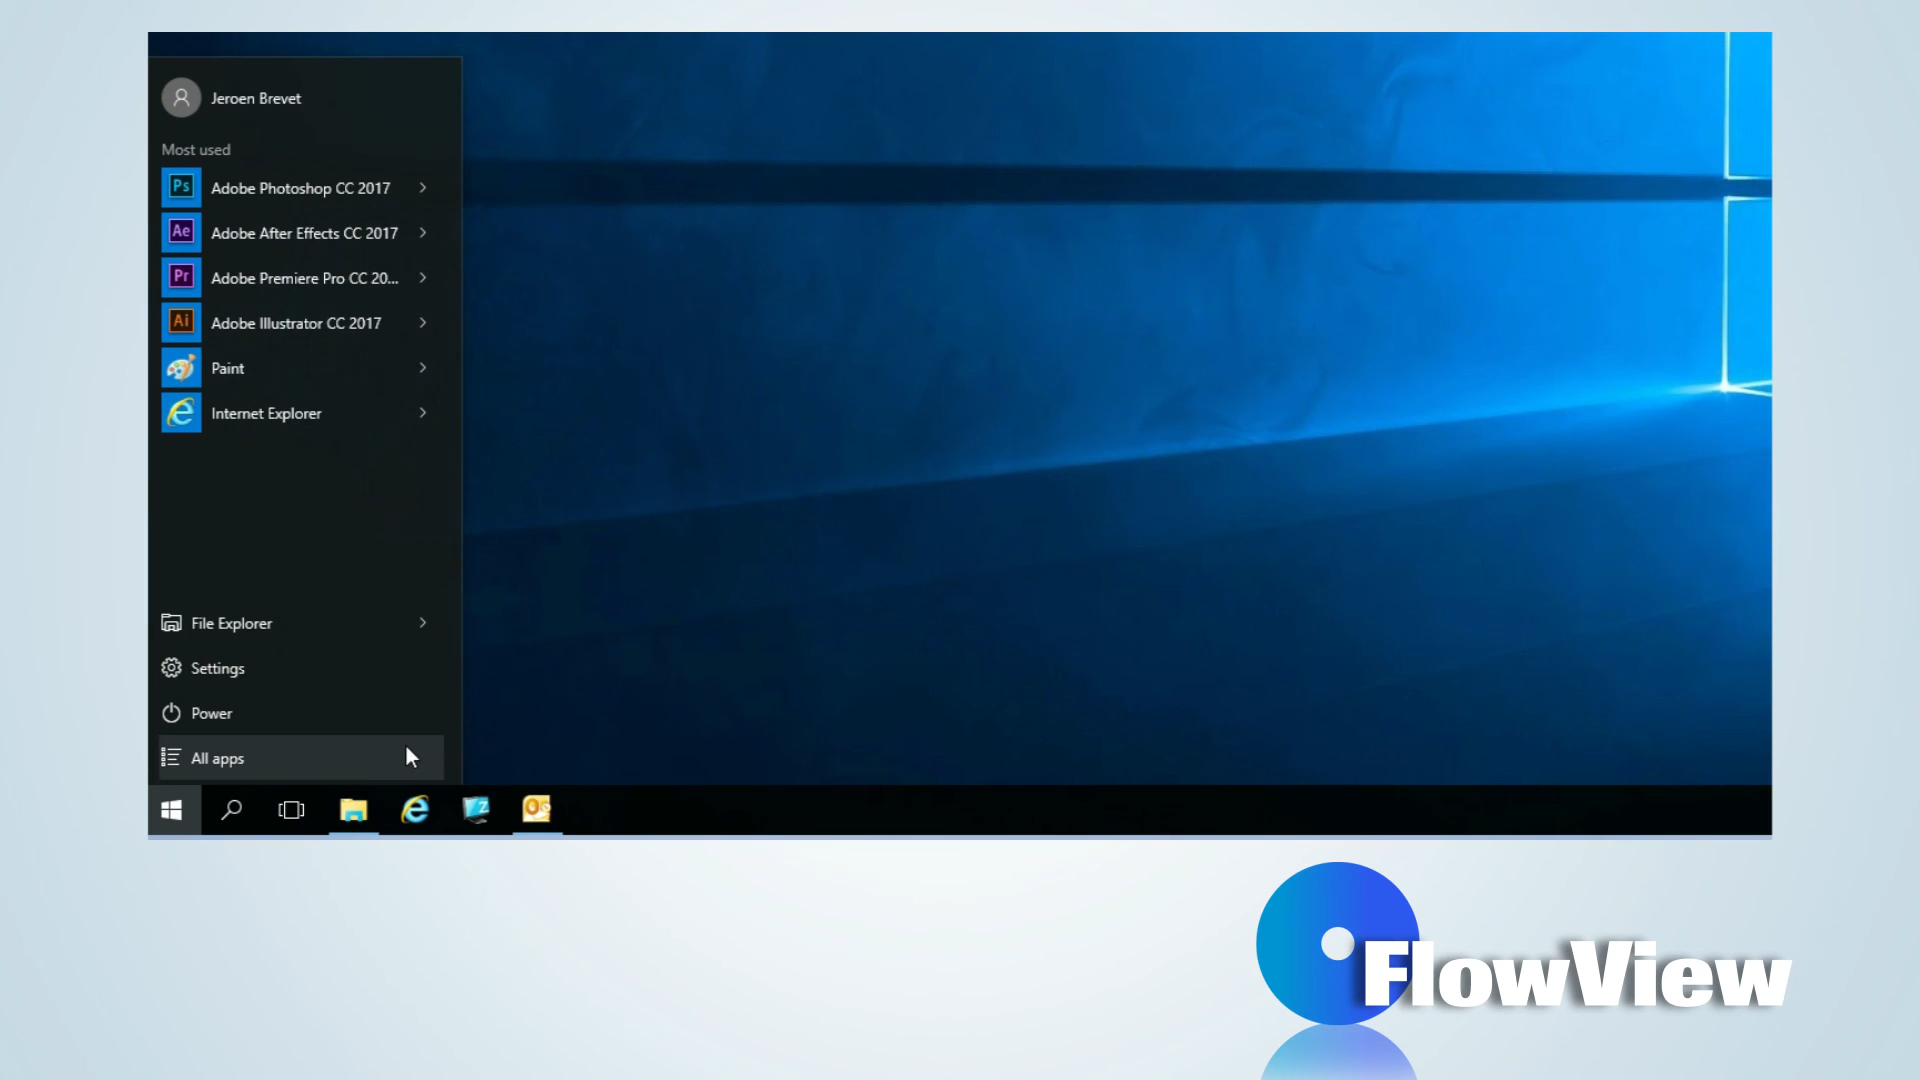 Jeroen Brevet
Most used
Ps
Adobe Photoshop CC 2017
Ae
Adobe After Effects CC 2017
Pr
Adobe Premiere Pro CC 20...
Ai
Adobe Illustrator CC 2017
Paint
Internet Explorer
File Explorer
Settings
Power
All apps
FlowView